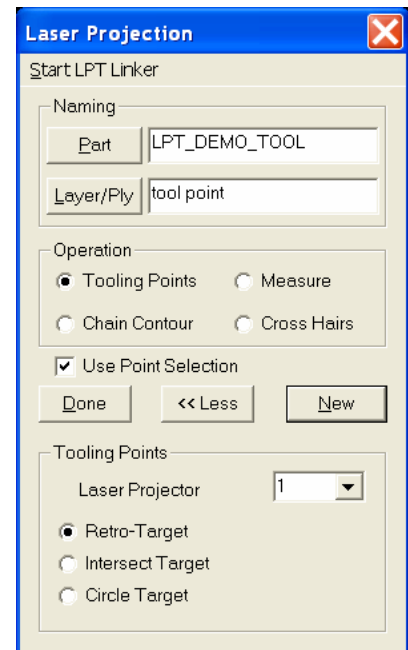 Laser Projection
Start LPT Linker
Naming
Part LPT_DEMO_TOOL
Layer/Ply tool point
Operation
Tooling Points Measure
Chain Contour Cross Hairs
Use Point Selection
Done << Less New
Tooling Points
Laser Projector 1
Retro-Target
Intersect Target
Circle Target